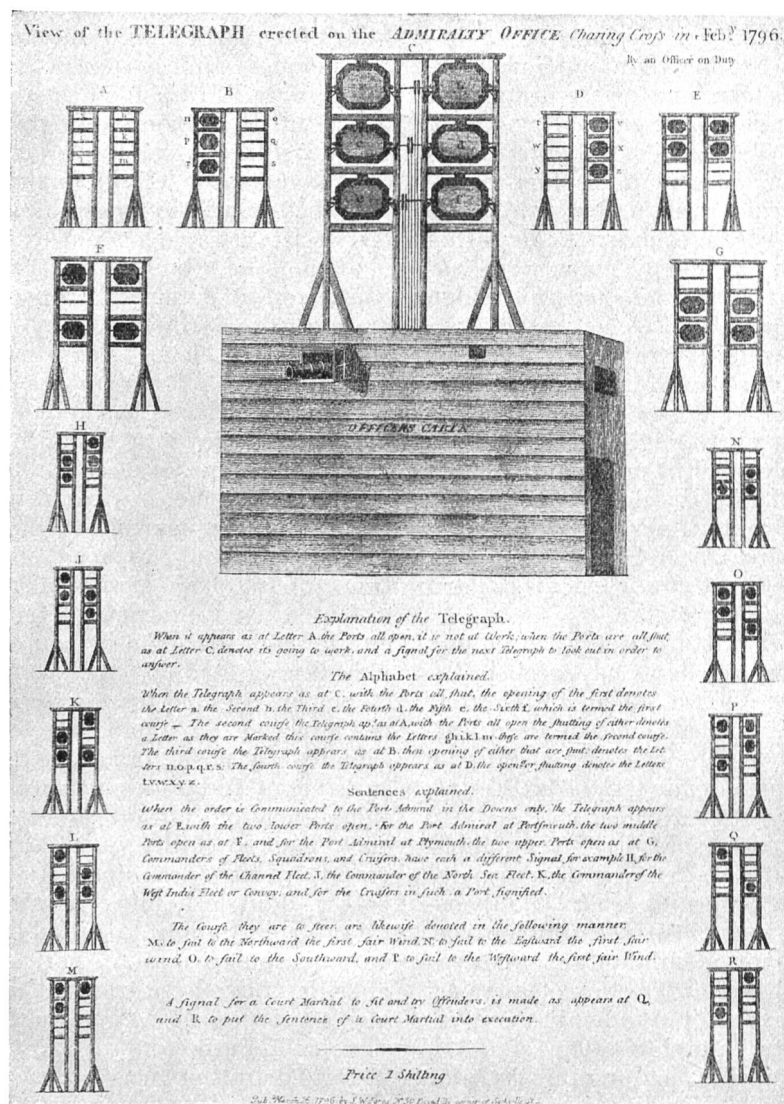 View of the TELEGRAPH erected on the ADMIRALTY OFFICE Charing Croſs in Feb.y 1796.
By an Officer on Duty
C
A
B
D
E
n
o
p
q
r
s
t
v
w
x
y
z
F
G
OFFICERS CABIN
H
N
J
O
K
P
L
Q
M
R
Explanation of the Telegraph.
When it appears as at Letter A. the Ports all open, it is not at Work, when the Ports are all ſhut,
as at Letter C, denotes its going to work, and a ſignal for the next Telegraph to look out in order to
anſwer.
The Alphabet explained.
When the Telegraph appears as at C. with the Ports all ſhut, the opening of the first denotes
the Letter a. the Second b. the Third c. the Fourth d. the Fifth e. the Sixth f. which is termed the first
courſe _ The second courſe the Telegraph ap.s as at A, with the Ports all open the ſhutting of either denotes
a Letter as they are Marked this courſe contains the Letters g h i.k.l m. theſe are termed the second courſe.
The third courſe the Telegraph appears as at B. then opening of either that are ſhut: denotes the Let-
ters n.o.p.q.r.s. The fourth courſe the Telegraph appears as at D. the open.g or ſhutting denotes the Letters
t.v.w.x.y.z.
Sentences explained.
When the order is Communicated to the Port Admiral in the Downs only, the Telegraph appears
as at E. with the two lower Ports open, For the Port Admiral at Portſmouth, the two middle
Ports open as at F. and for the Port Admiral at Plymouth, the two upper Ports open as at G,
Commanders of Fleets, Squadrons, and Cruiſers, have each a different Signal, for example H, for the
Commander of the Channel Fleet, J, the Commander of the North Sea Fleet, K, the Commander of the
West India Fleet or Convoy; and for the Cruiſers in ſuch a Port ſignified.
The Courſe they are to steer, are likewiſe denoted in the following manner,
M. to ſail to the Northward the first fair Wind, N. to ſail to the Eaſtward the first fair
wind, O. to ſail to the Southward, and P. to ſail to the Weſtward the first fair Wind.
A ſignal for a Court Martial to ſit and try Offenders, is made as appears at Q,
and R to put the ſentence of a Court Martial into execution.
Price 1 Shilling